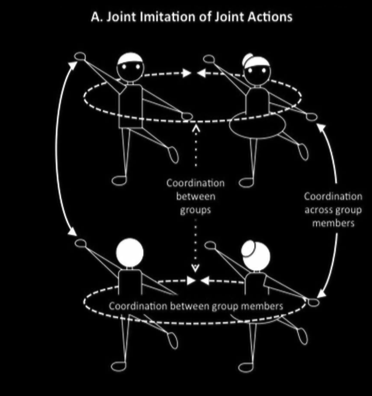 A. Joint Imitation of Joint Actions
Coordination
between
groups
Coordination
across group
members
Coordination between group members